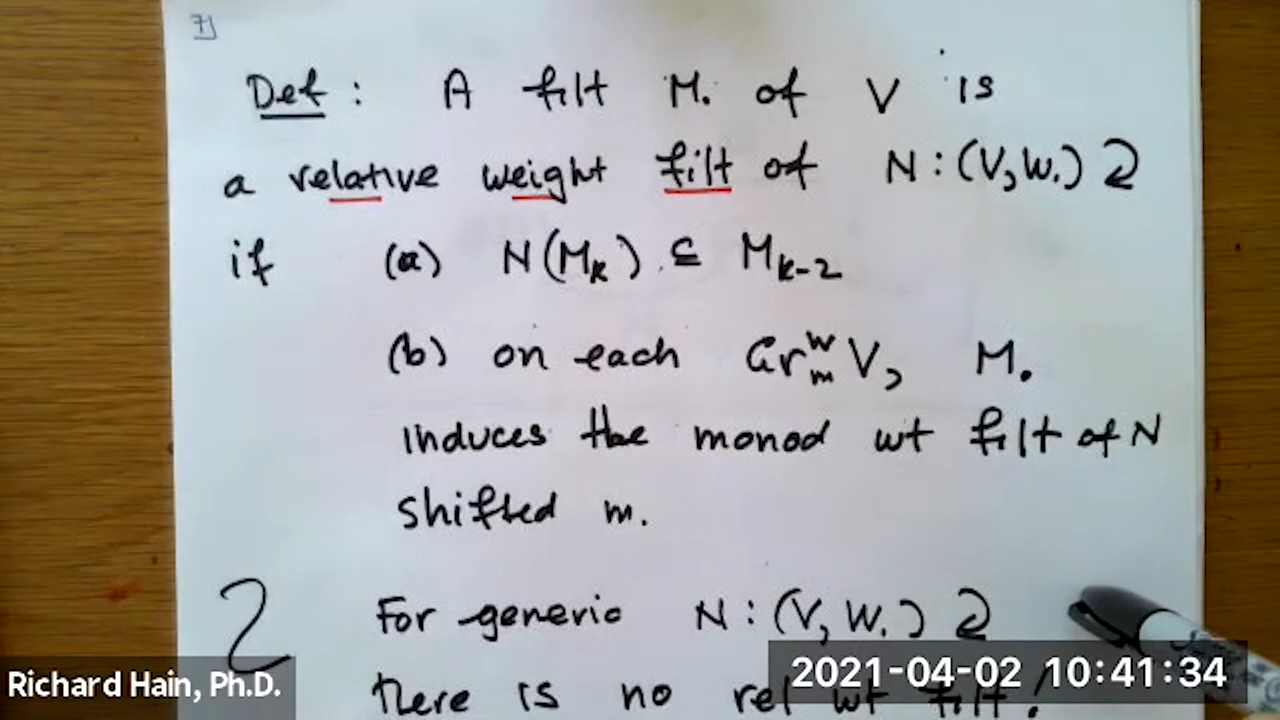 7)
Def : A filt M. of V is
a relative weight filt of N : (V, W.) ⟲
if (a) N(M_k) ⊆ M_{k-2}
(b) on each Gr^W_m V, M.
induces the monod wt filt of N
shifted m.
For generic N : (V, W.) ⟲
there is no rel wt filt!
Richard Hain, Ph.D.
2021-04-02 10:41:34